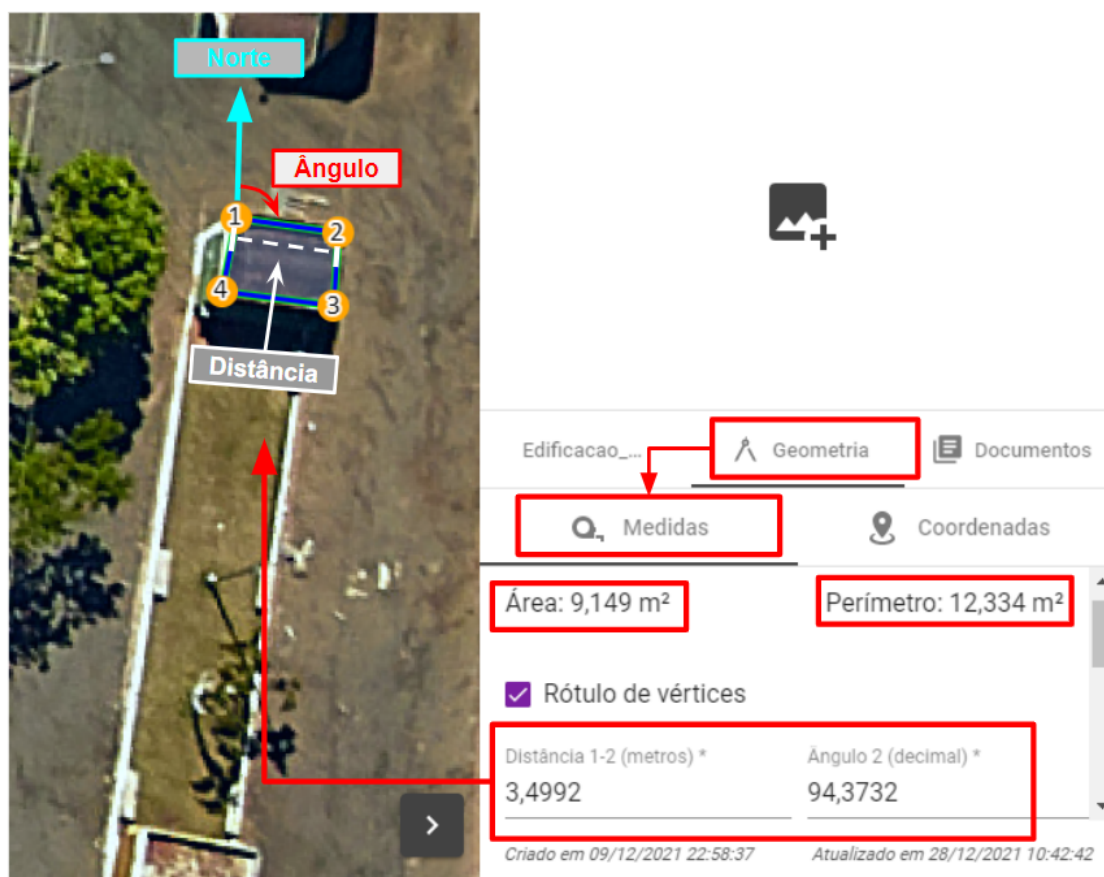 Norte
Ângulo
1
2
4
3
Distância
Edificacao_...
Geometria
Documentos
Medidas
Coordenadas
Área: 9,149 m²
Perímetro: 12,334 m²
Rótulo de vértices
Distância 1-2 (metros) *
Ângulo 2 (decimal) *
3,4992
94,3732
Criado em 09/12/2021 22:58:37
Atualizado em 28/12/2021 10:42:42